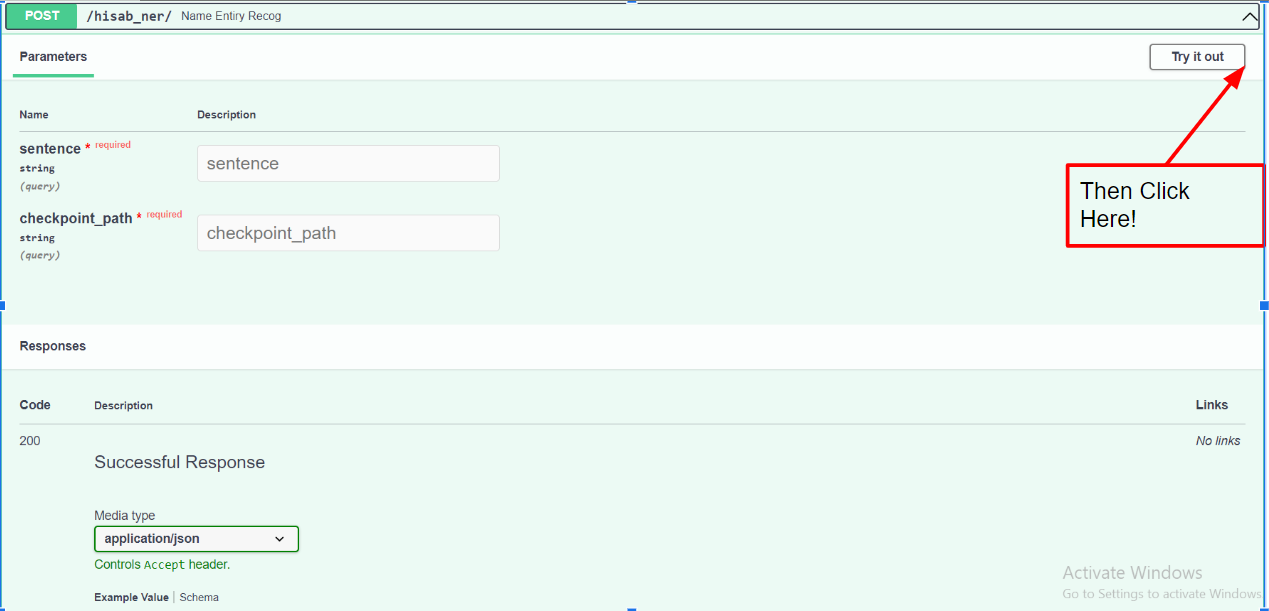 POST /hisab_ner/ Name Entiry Recog
Parameters
Try it out
Name Description
sentence * required
string
(query)
sentence
checkpoint_path * required
string
(query)
checkpoint_path
Then Click
Here!
Responses
Code Description Links
200
No links
Successful Response
Media type
application/json
Controls Accept header.
Example Value | Schema
Activate Windows
Go to Settings to activate Windows.